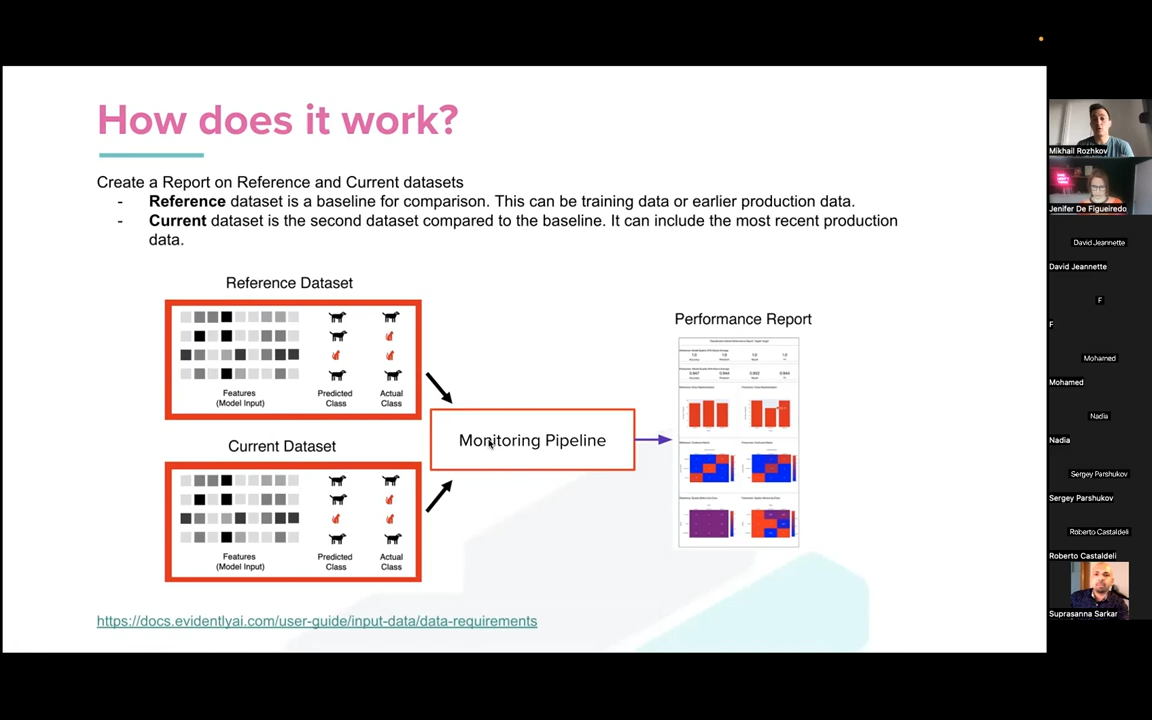 How does it work?
Create a Report on Reference and Current datasets
- Reference dataset is a baseline for comparison. This can be training data or earlier production data.
- Current dataset is the second dataset compared to the baseline. It can include the most recent production
data.
Reference Dataset
Features
(Model Input)
Predicted
Class
Actual
Class
Current Dataset
Features
(Model Input)
Predicted
Class
Actual
Class
Monitoring Pipeline
Performance Report
https://docs.evidentlyai.com/user-guide/input-data/data-requirements
Mikhail Rozhkov
Jenifer De Figueiredo
David Jeannette
David Jeannette
F
F
Mohamed
Mohamed
Nadia
Nadia
Sergey Parshukov
Sergey Parshukov
Roberto Castaldeli
Roberto Castaldeli
Suprasanna Sarkar